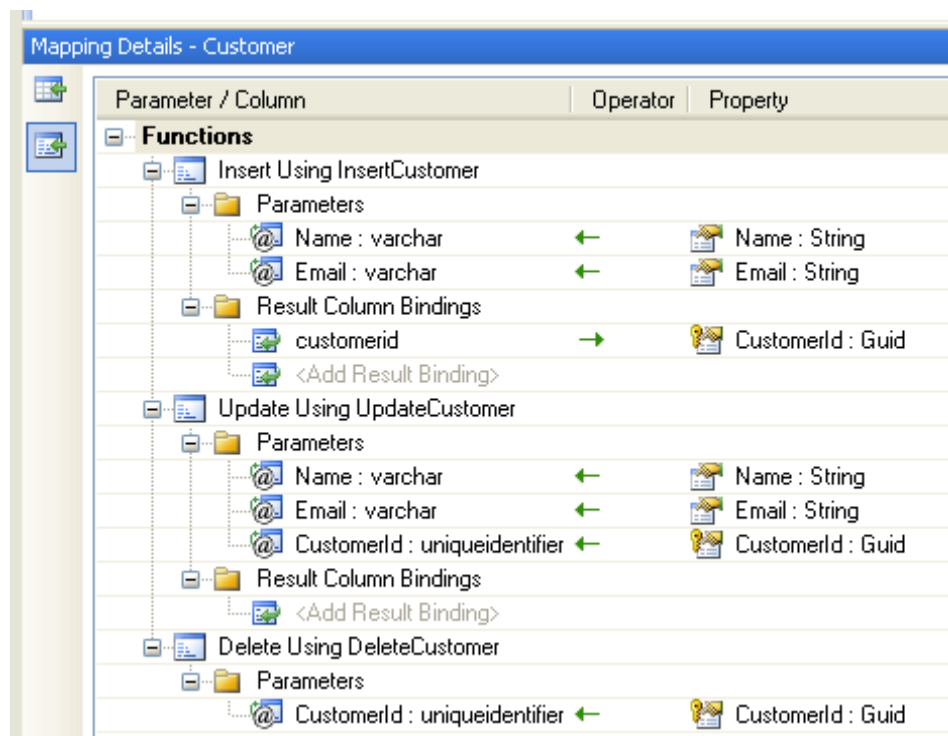 Mapping Details - Customer
Parameter / Column Operator Property
Functions
Insert Using InsertCustomer
Parameters
Name : varchar Name : String
Email : varchar Email : String
Result Column Bindings
customerid CustomerId : Guid
<Add Result Binding>
Update Using UpdateCustomer
Parameters
Name : varchar Name : String
Email : varchar Email : String
CustomerId : uniqueidentifier CustomerId : Guid
Result Column Bindings
<Add Result Binding>
Delete Using DeleteCustomer
Parameters
CustomerId : uniqueidentifier CustomerId : Guid